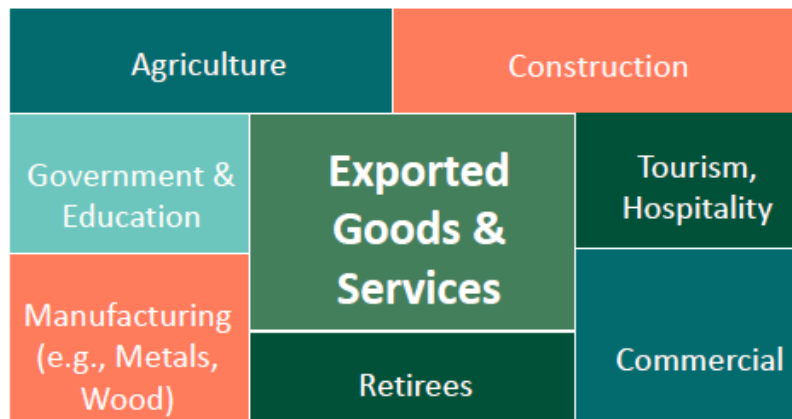 Agriculture
Construction
Government &
Education
Exported
Goods &
Services
Tourism,
Hospitality
Manufacturing
(e.g., Metals,
Wood)
Retirees
Commercial